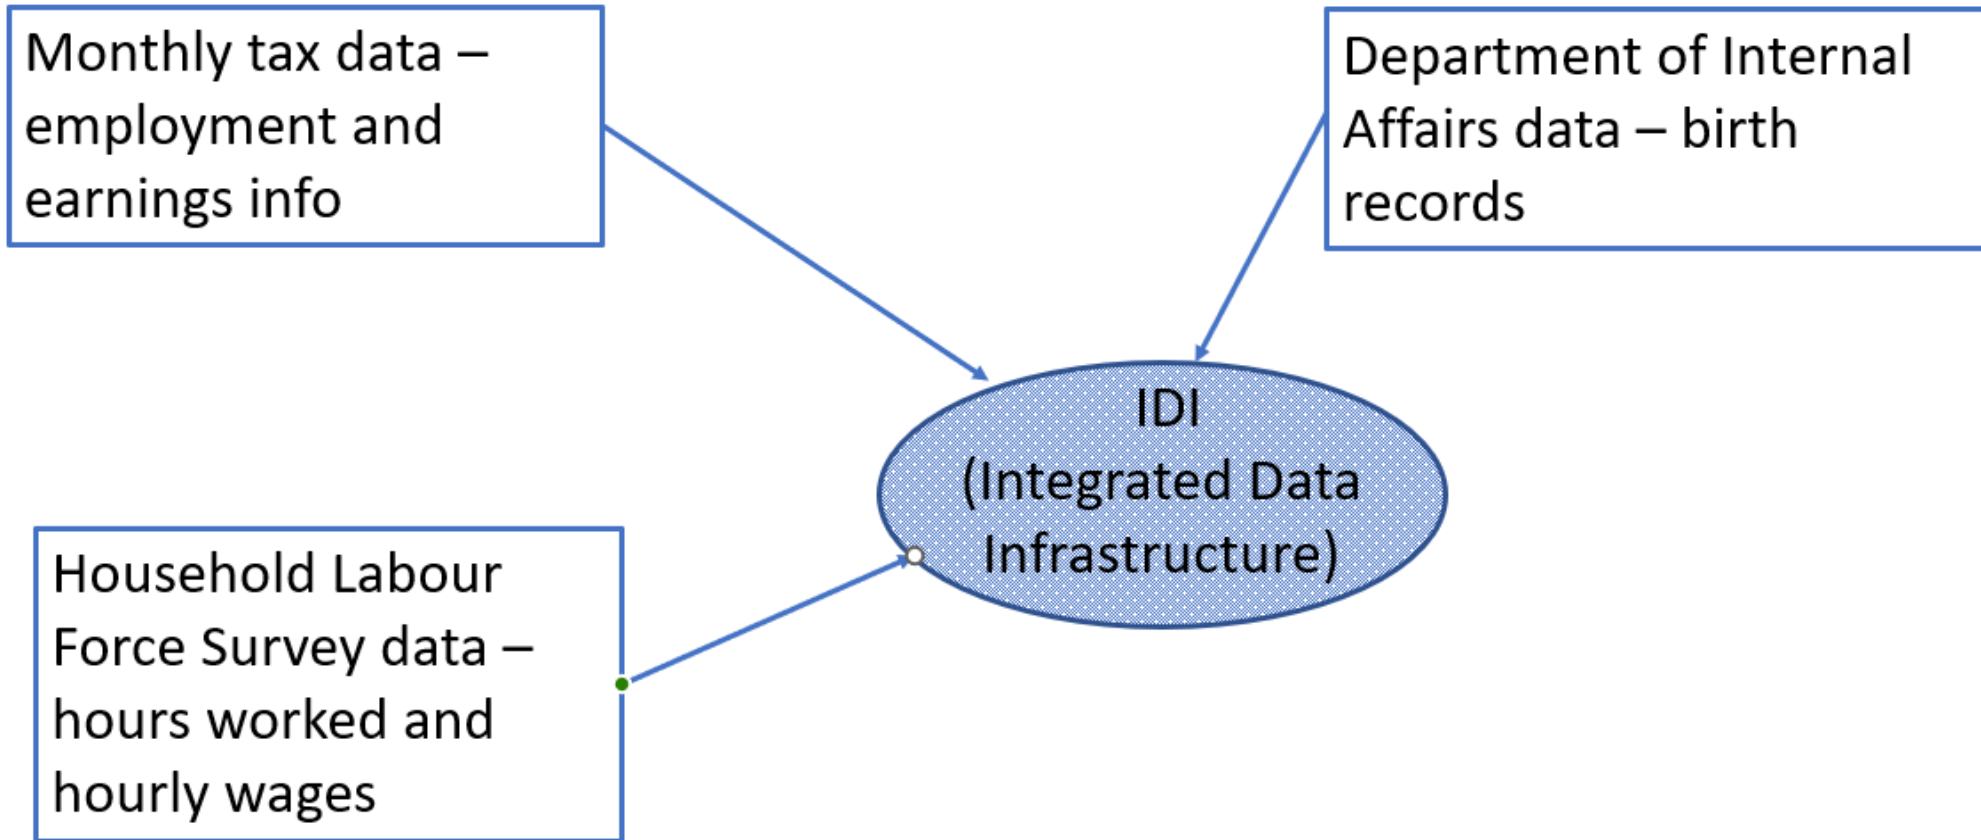 Monthly tax data –
employment and
earnings info
Department of Internal
Affairs data – birth
records
IDI
(Integrated Data
Infrastructure)
Household Labour
Force Survey data –
hours worked and
hourly wages